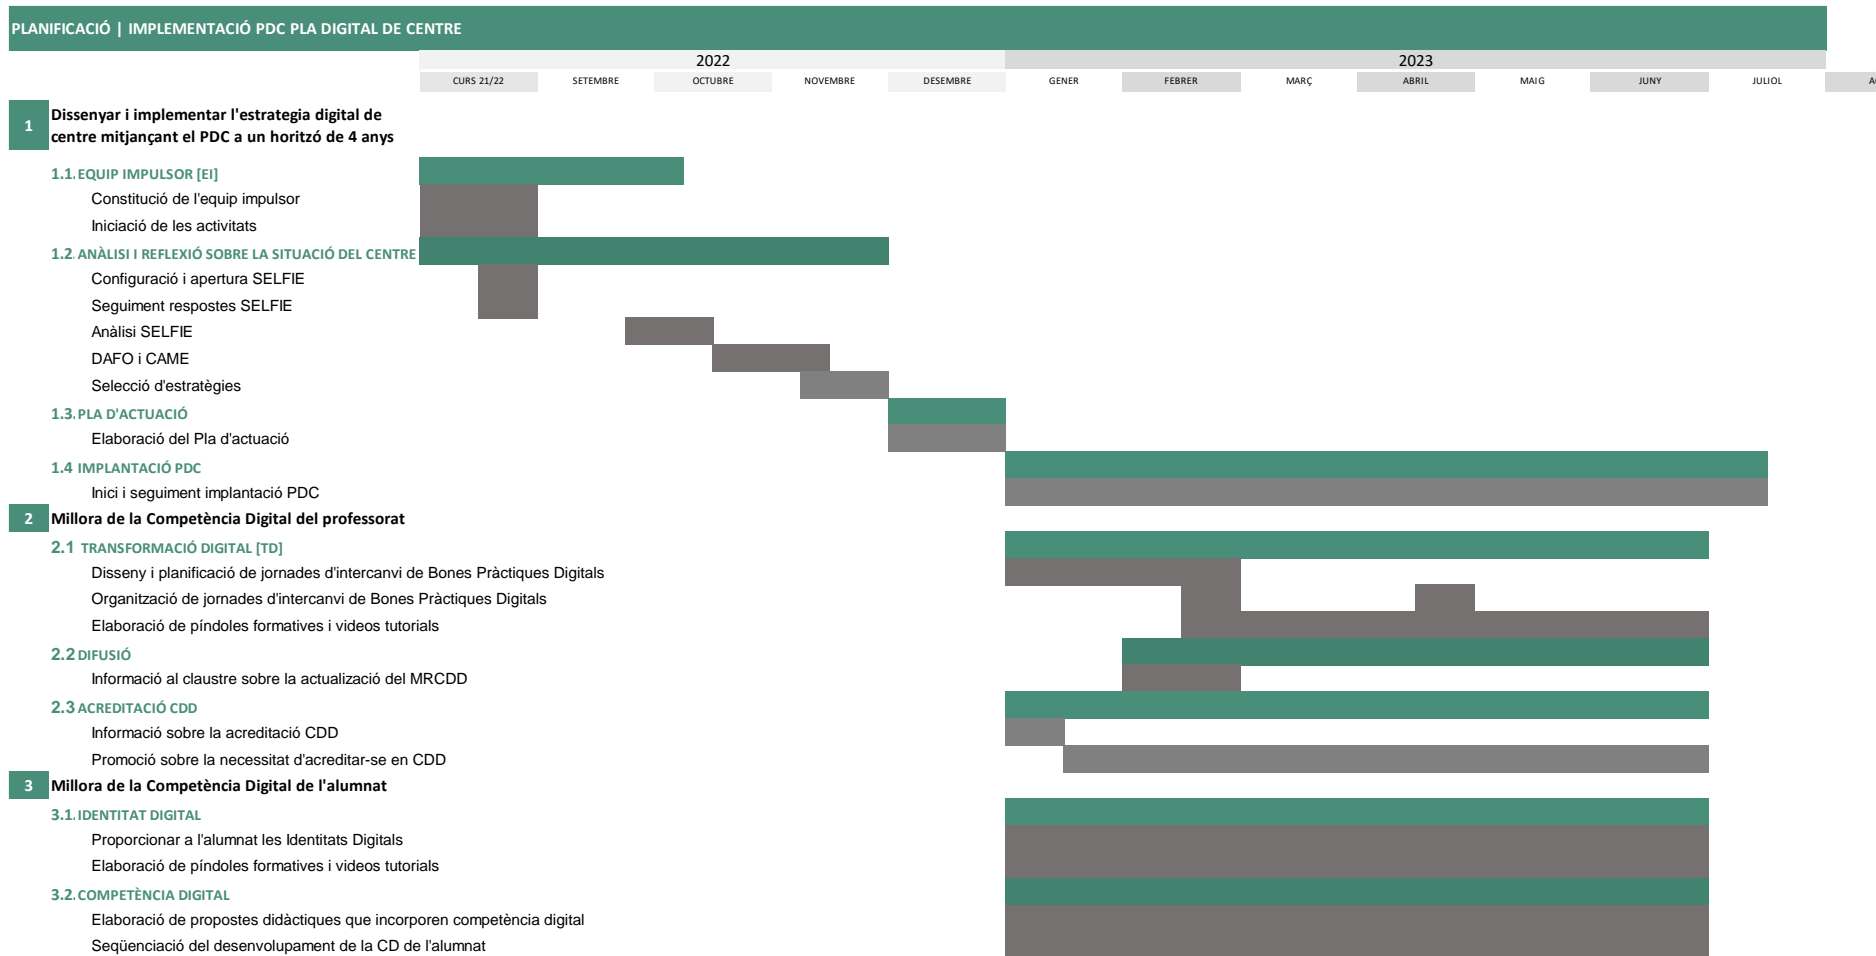 PLANIFICACIÓ | IMPLEMENTACIÓ PDC PLA DIGITAL DE CENTRE
2022 2023
CURS 21/22 SETEMBRE OCTUBRE NOVEMBRE DESEMBRE GENER FEBRER MARÇ ABRIL MAIG JUNY JULIOL
1 Dissenyar i implementar l'estrategia digital de
centre mitjançant el PDC a un horitzó de 4 anys
1.1. EQUIP IMPULSOR [EI]
Constitució de l'equip impulsor
Iniciació de les activitats
1.2. ANÀLISI I REFLEXIÓ SOBRE LA SITUACIÓ DEL CENTRE
Configuració i apertura SELFIE
Seguiment respostes SELFIE
Anàlisi SELFIE
DAFO i CAME
Selecció d'estratègies
1.3. PLA D'ACTUACIÓ
Elaboració del Pla d'actuació
1.4 IMPLANTACIÓ PDC
Inici i seguiment implantació PDC
2 Millora de la Competència Digital del professorat
2.1 TRANSFORMACIÓ DIGITAL [TD]
Disseny i planificació de jornades d'intercanvi de Bones Pràctiques Digitals
Organització de jornades d'intercanvi de Bones Pràctiques Digitals
Elaboració de píndoles formatives i videos tutorials
2.2 DIFUSIÓ
Informació al claustre sobre la actualizació del MRCDD
2.3 ACREDITACIÓ CDD
Informació sobre la acreditació CDD
Promoció sobre la necessitat d'acreditar-se en CDD
3 Millora de la Competència Digital de l'alumnat
3.1. IDENTITAT DIGITAL
Proporcionar a l'alumnat les Identitats Digitals
Elaboració de píndoles formatives i videos tutorials
3.2. COMPETÈNCIA DIGITAL
Elaboració de propostes didàctiques que incorporen competència digital
Seqüenciació del desenvolupament de la CD de l'alumnat